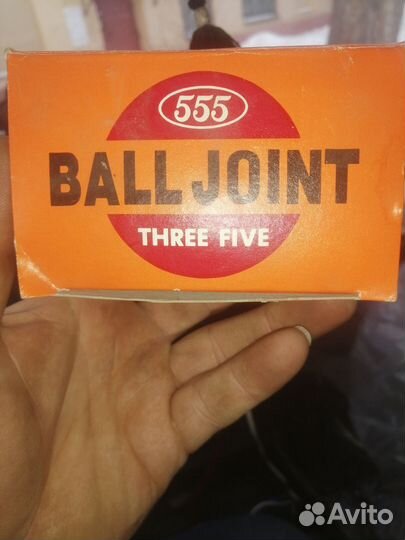 555
BALL JOINT
THREE FIVE
Avito